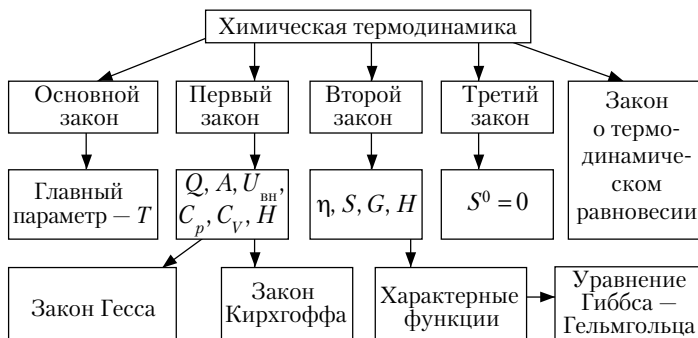 Химическая термодинамика
Основной
закон
Первый
закон
Второй
закон
Третий
закон
Закон
о термо-
динамиче-
ском
равновесии
Главный
параметр – T
Q, A, Uвн,
Cp, CV, H
η, S, G, H
S⁰ = 0
Закон Гесса
Закон
Кирхгоффа
Характерные
функции
Уравнение
Гиббса –
Гельмгольца